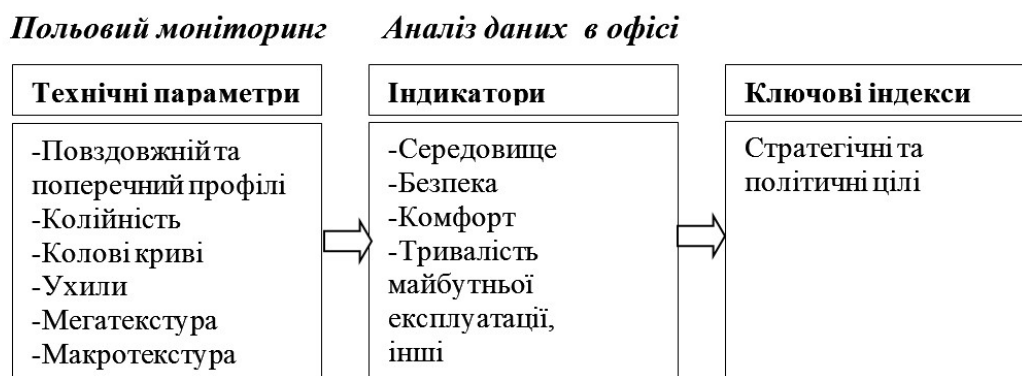 Польовий моніторинг
Аналіз даних в офісі
Технічні параметри
-Повздовжній та
поперечний профілі
-Колійність
-Колові криві
-Ухили
-Мегатекстура
-Макротекстура
Індикатори
-Середовище
-Безпека
-Комфорт
-Тривалість
майбутньої
експлуатації,
інші
Ключові індекси
Стратегічні та
політичні цілі